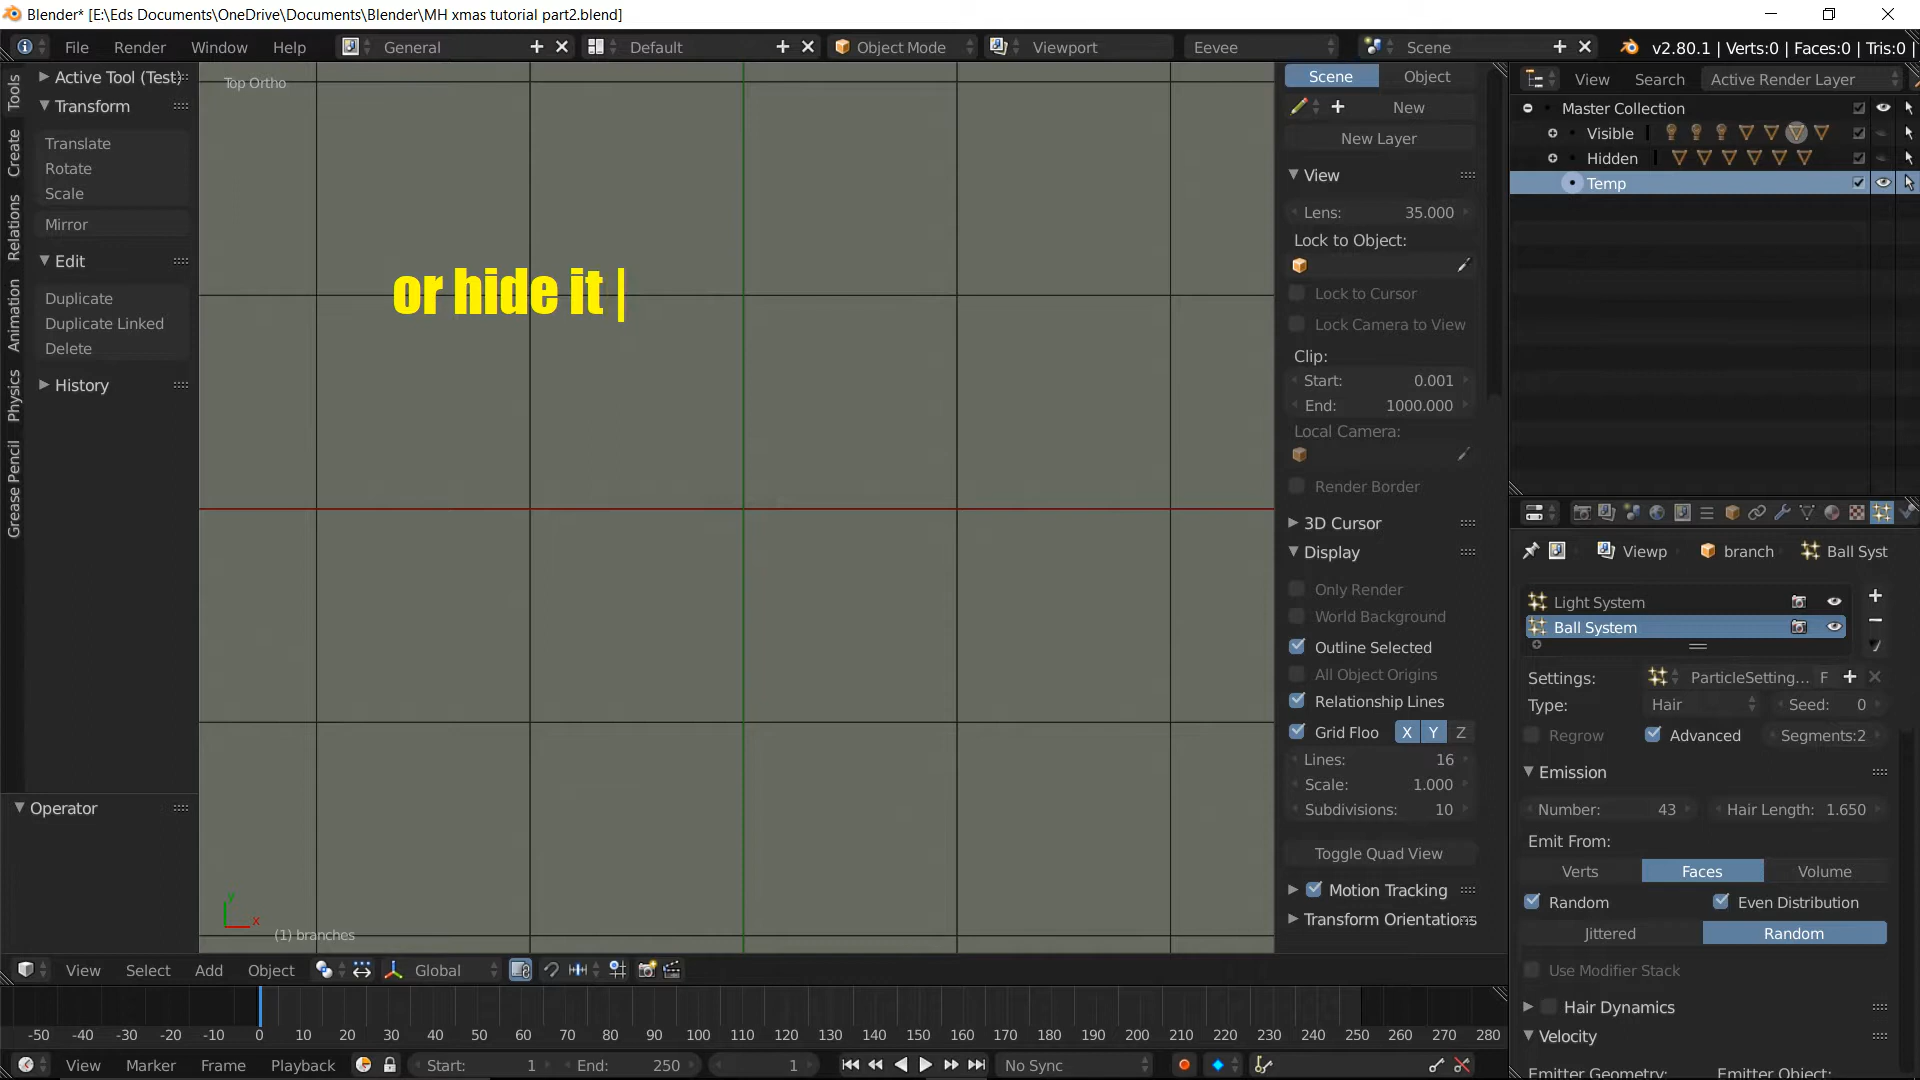 Blender* [E:\Eds Documents\OneDrive\Documents\Blender\MH xmas tutorial part2.blend]
File Render Window Help General Default Object Mode Viewport Eevee Scene v2.80.1 | Verts:0 | Faces:0 | Tris:0 |
Tools
Create
Relations
Animation
Physics
Grease Pencil
Active Tool (Test)
Transform
Translate
Rotate
Scale
Mirror
Edit
Duplicate
Duplicate Linked
Delete
History
Operator
Top Ortho
or hide it |
y
x
(1) branches
Scene Object
New
New Layer
View
Lens: 35.000
Lock to Object:
Lock to Cursor
Lock Camera to View
Clip:
Start: 0.001
End: 1000.000
Local Camera:
Render Border
3D Cursor
Display
Only Render
World Background
Outline Selected
All Object Origins
Relationship Lines
Grid Floo X Y Z
Lines: 16
Scale: 1.000
Subdivisions: 10
Toggle Quad View
Motion Tracking
Transform Orientations
View Search Active Render Layer
Master Collection
Visible
Hidden
Temp
Viewp branch Ball Syst
Light System
Ball System
Settings: ParticleSetting... F
Type: Hair Seed: 0
Regrow Advanced Segments:2
Emission
Number: 43 Hair Length: 1.650
Emit From:
Verts Faces Volume
Random Even Distribution
Jittered Random
Use Modifier Stack
Hair Dynamics
Velocity
Emitter Geometry: Emitter Object:
View Select Add Object Global
-50 -40 -30 -20 -10 0 10 20 30 40 50 60 70 80 90 100 110 120 130 140 150 160 170 180 190 200 210 220 230 240 250 260 270 280
View Marker Frame Playback Start: 1 End: 250 1 No Sync